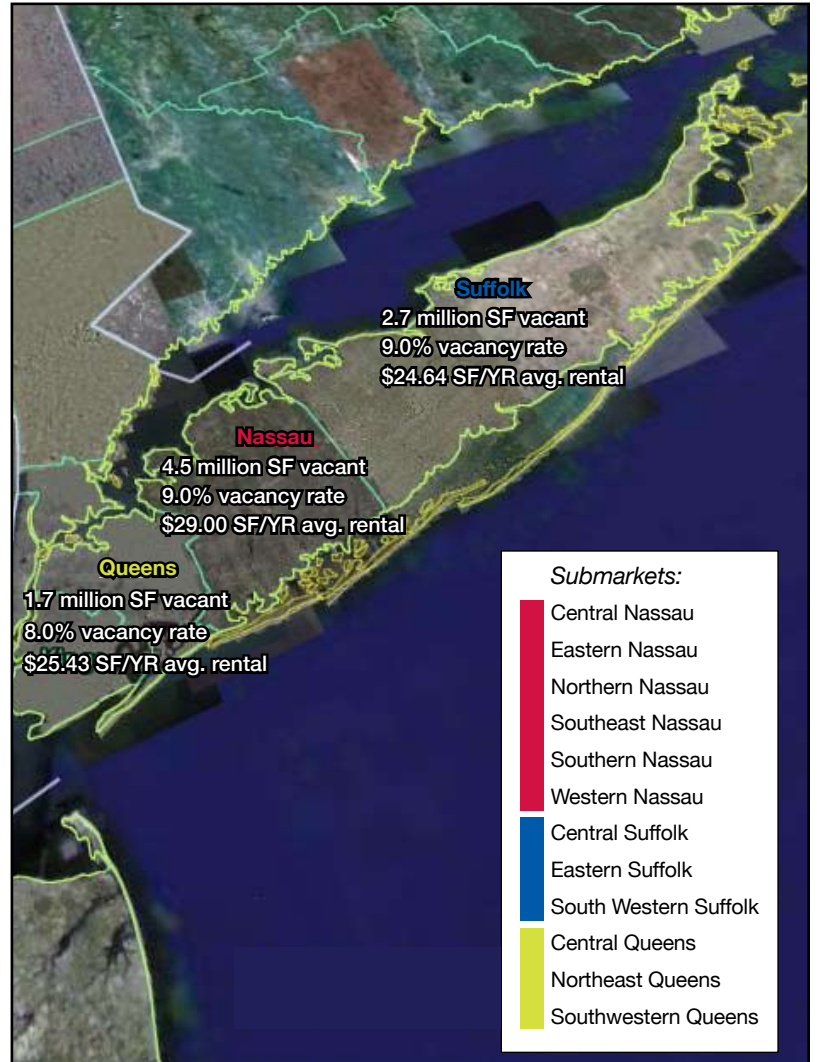 Suffolk
2.7 million SF vacant
9.0% vacancy rate
$24.64 SF/YR avg. rental
Nassau
4.5 million SF vacant
9.0% vacancy rate
$29.00 SF/YR avg. rental
Queens
1.7 million SF vacant
8.0% vacancy rate
$25.43 SF/YR avg. rental
Submarkets:
Central Nassau
Eastern Nassau
Northern Nassau
Southeast Nassau
Southern Nassau
Western Nassau
Central Suffolk
Eastern Suffolk
South Western Suffolk
Central Queens
Northeast Queens
Southwestern Queens